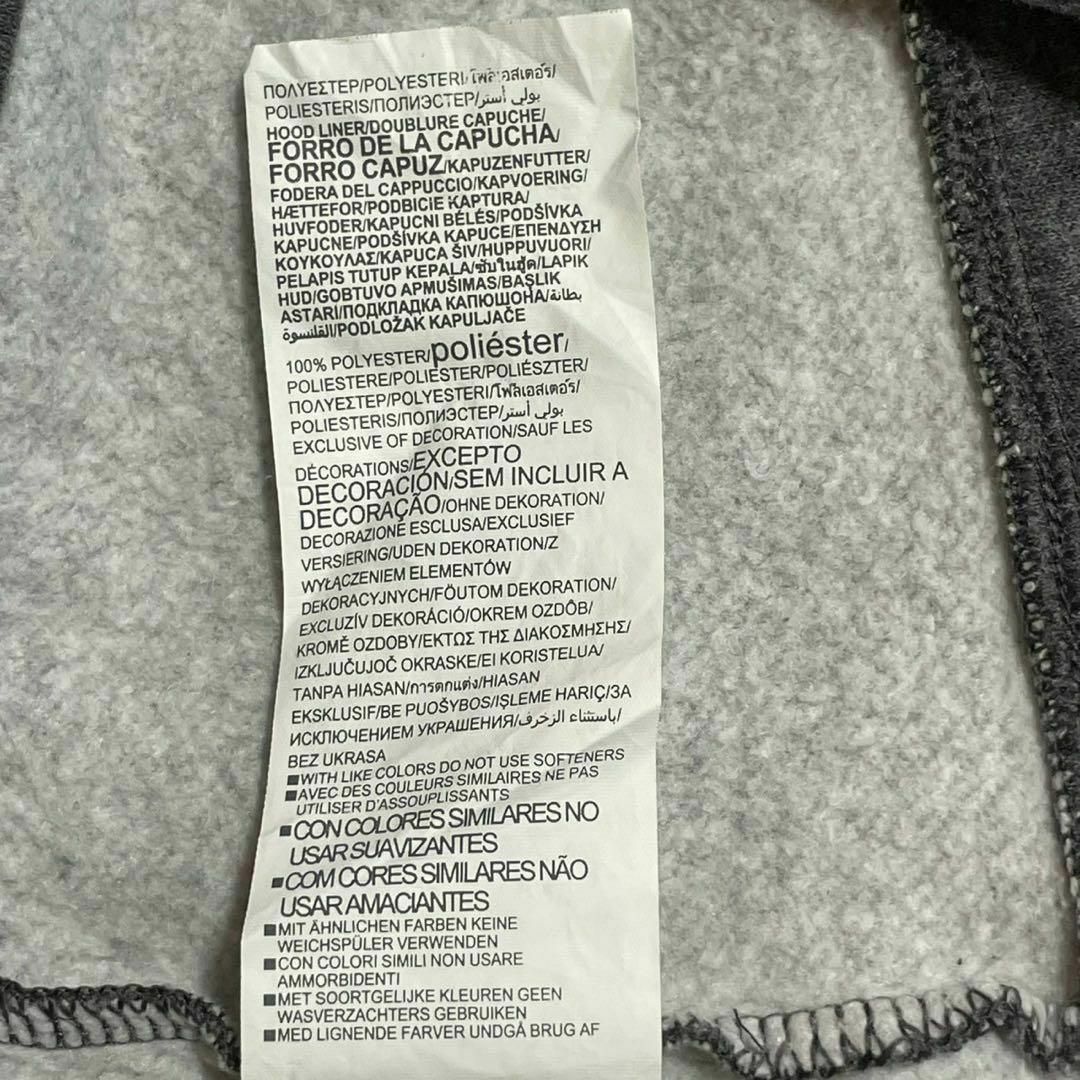 ΠΟΛΥΕΣΤΕΡ/POLYESTERI/โพลิเอสเตอร์/
POLIESTERIS/ПОЛИЭСТЕР/بولي أستر/
HOOD LINER/DOUBLURE CAPUCHE/
FORRO DE LA CAPUCHA/
FORRO CAPUZ/KAPUZENFUTTER/
FODERA DEL CAPPUCCIO/KAPVOERING/
HÆTTEFOR/PODBICIE KAPTURA/
HUVFODER/KAPUCNI BÉLÉS/PODŠÍVKA
KAPUCNE/PODŠÍVKA KAPUCE/ΕΠΕΝΔΥΣΗ
ΚΟΥΚΟΥΛΑΣ/KAPUCA ŠIV/HUPPUVUORI/
PELAPIS TUTUP KEPALA/ซับในฮู้ด/LAPIK
HUD/GOBTUVO APMUŠIMAS/BAŞLIK
ASTARI/ПОДКЛАДКА КАПЮШОНА/بطانة
القلنسوة/PODLOŽAK KAPULJAČE
100% POLYESTER/poliéster/
POLIESTERE/POLIESTER/POLIÉSZTER/
ΠΟΛΥΕΣΤΕΡ/POLYESTERI/โพลิเอสเตอร์/
POLIESTERIS/ПОЛИЭСТЕР/بولي أستر/
EXCLUSIVE OF DECORATION/SAUF LES
DÉCORATIONS/EXCEPTO
DECORACIÓN/SEM INCLUIR A
DECORAÇÃO/OHNE DEKORATION/
DECORAZIONE ESCLUSA/EXCLUSIEF
VERSIERING/UDEN DEKORATION/Z
WYŁĄCZENIEM ELEMENTÓW
DEKORACYJNYCH/FÖUTOM DEKORATION/
EXCLUZÍV DEKORÁCIÓ/OKREM OZDÔB/
KROMĚ OZDOBY/ΕΚΤΟΣ ΤΗΣ ΔΙΑΚΟΣΜΗΣΗΣ/
IZKLJUČUJOČ OKRASKE/EI KORISTELUA/
TANPA HIASAN/การตกแต่ง/HIASAN
EKSKLUSIF/BE PUOŠYBOS/IŞLEME HARIÇ/ЗА
ИСКЛЮЧЕНИЕМ УКРАШЕНИЯ/باستثناء الزخرف/
BEZ UKRASA
■WITH LIKE COLORS DO NOT USE SOFTENERS
■AVEC DES COULEURS SIMILAIRES NE PAS
UTILISER D'ASSOUPLISSANTS
■CON COLORES SIMILARES NO
USAR SUAVIZANTES
■COM CORES SIMILARES NÃO
USAR AMACIANTES
■MIT ÄHNLICHEN FARBEN KEINE
WEICHSPÜLER VERWENDEN
■CON COLORI SIMILI NON USARE
AMMORBIDENTI
■MET SOORTGELIJKE KLEUREN GEEN
WASVERZACHTERS GEBRUIKEN
■MED LIGNENDE FARVER UNDGÅ BRUG AF